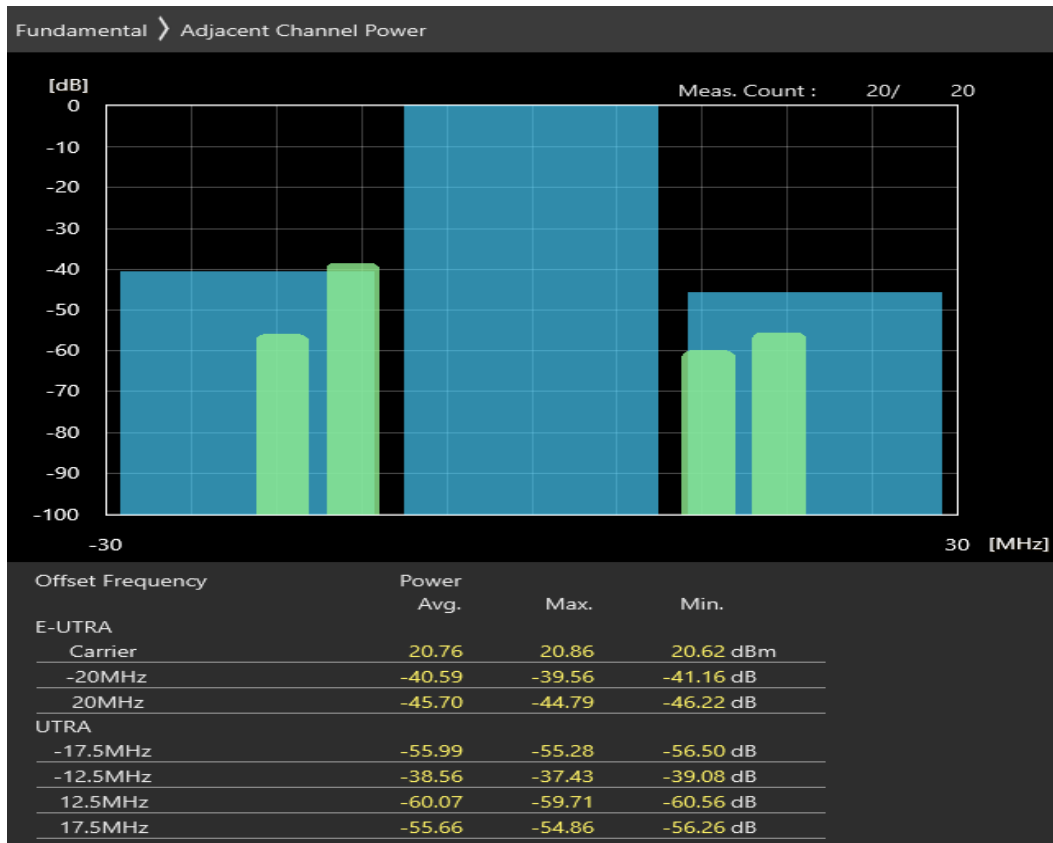 Fundamental 〉 Adjacent Channel Power
[dB]
Meas. Count : 20/ 20
0
-10
-20
-30
-40
-50
-60
-70
-80
-90
-100
-30 30 [MHz]
Offset Frequency Power
Avg. Max. Min.
E-UTRA
Carrier 20.76 20.86 20.62 dBm
-20MHz -40.59 -39.56 -41.16 dB
20MHz -45.70 -44.79 -46.22 dB
UTRA
-17.5MHz -55.99 -55.28 -56.50 dB
-12.5MHz -38.56 -37.43 -39.08 dB
12.5MHz -60.07 -59.71 -60.56 dB
17.5MHz -55.66 -54.86 -56.26 dB